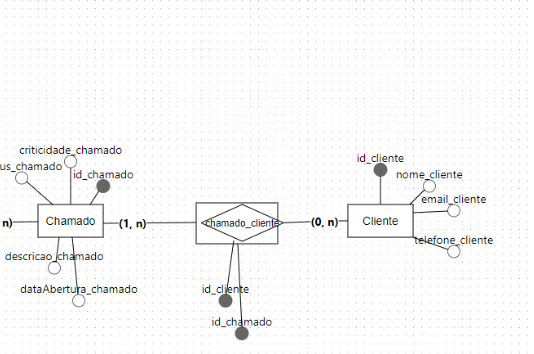 criticidade_chamado
us_chamado
id_chamado
id_cliente
nome_cliente
email_cliente
n)
Chamado
(1, n)
chamado_cliente
(0, n)
Cliente
telefone_cliente
descricao_chamado
dataAbertura_chamado
id_cliente
id_chamado